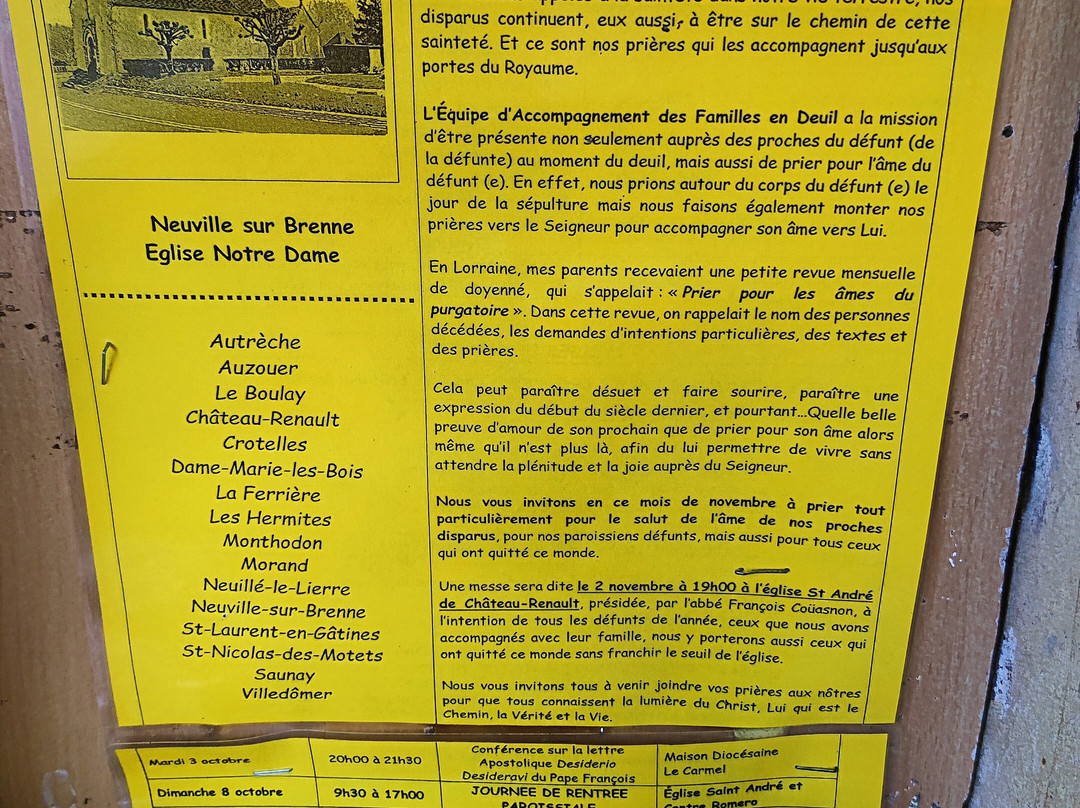 Neuville sur Brenne
Eglise Notre Dame
Autrèche
Auzouer
Le Boulay
Château-Renault
Crotelles
Dame-Marie-les-Bois
La Ferrière
Les Hermites
Monthodon
Morand
Neuillé-le-Lierre
Neuville-sur-Brenne
St-Laurent-en-Gâtines
St-Nicolas-des-Motets
Saunay
Villedômer
disparus continuent, eux aussi, à être sur le chemin de cette
sainteté. Et ce sont nos prières qui les accompagnent jusqu'aux
portes du Royaume.
L'Équipe d'Accompagnement des Familles en Deuil a la mission
d'être présente non seulement auprès des proches du défunt (de
la défunte) au moment du deuil, mais aussi de prier pour l'âme du
défunt (e). En effet, nous prions autour du corps du défunt (e) le
jour de la sépulture mais nous faisons également monter nos
prières vers le Seigneur pour accompagner son âme vers Lui.
En Lorraine, mes parents recevaient une petite revue mensuelle
de doyenné, qui s'appelait : « Prier pour les âmes du
purgatoire ». Dans cette revue, on rappelait le nom des personnes
décédées, les demandes d'intentions particulières, des textes et
des prières.
Cela peut paraître désuet et faire sourire, paraître une
expression du début du siècle dernier, et pourtant...Quelle belle
preuve d'amour de son prochain que de prier pour son âme alors
même qu'il n'est plus là, afin du lui permettre de vivre sans
attendre la plénitude et la joie auprès du Seigneur.
Nous vous invitons en ce mois de novembre à prier tout
particulièrement pour le salut de l'âme de nos proches
disparus, pour nos paroissiens défunts, mais aussi pour tous ceux
qui ont quitté ce monde.
Une messe sera dite le 2 novembre à 19h00 à l'église St André
de Château-Renault, présidée, par l'abbé François Coüasnon, à
l'intention de tous les défunts de l'année, ceux que nous avons
accompagnés avec leur famille, nous y porterons aussi ceux qui
ont quitté ce monde sans franchir le seuil de l'église.
Nous vous invitons tous à venir joindre vos prières aux nôtres
pour que tous connaissent la lumière du Christ, Lui qui est le
Chemin, la Vérité et la Vie.
Mardi 3 octobre
20h00 à 21h30
Conférence sur la lettre
Apostolique Desiderio
Desideravi du Pape François
Maison Diocésaine
Le Carmel
Dimanche 8 octobre
9h30 à 17h00
JOURNEE DE RENTREE
PAROISSIALE
Église Saint André et
Centre Romero